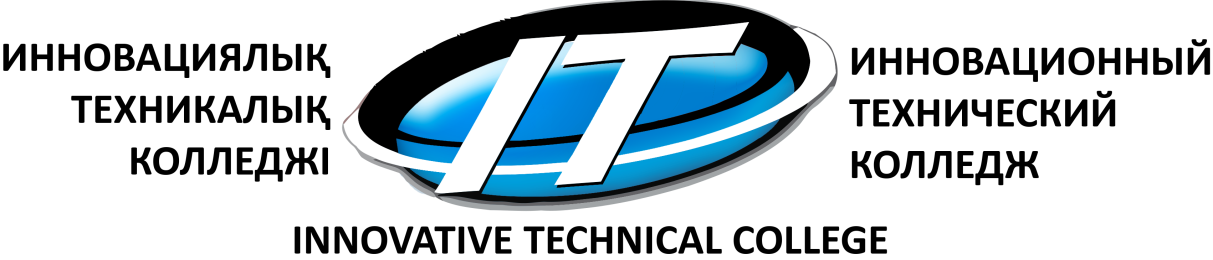 ИННОВАЦИЯЛЫҚ
ТЕХНИКАЛЫҚ
КОЛЛЕДЖІ
IT
ИННОВАЦИОННЫЙ
ТЕХНИЧЕСКИЙ
КОЛЛЕДЖ
INNOVATIVE TECHNICAL COLLEGE